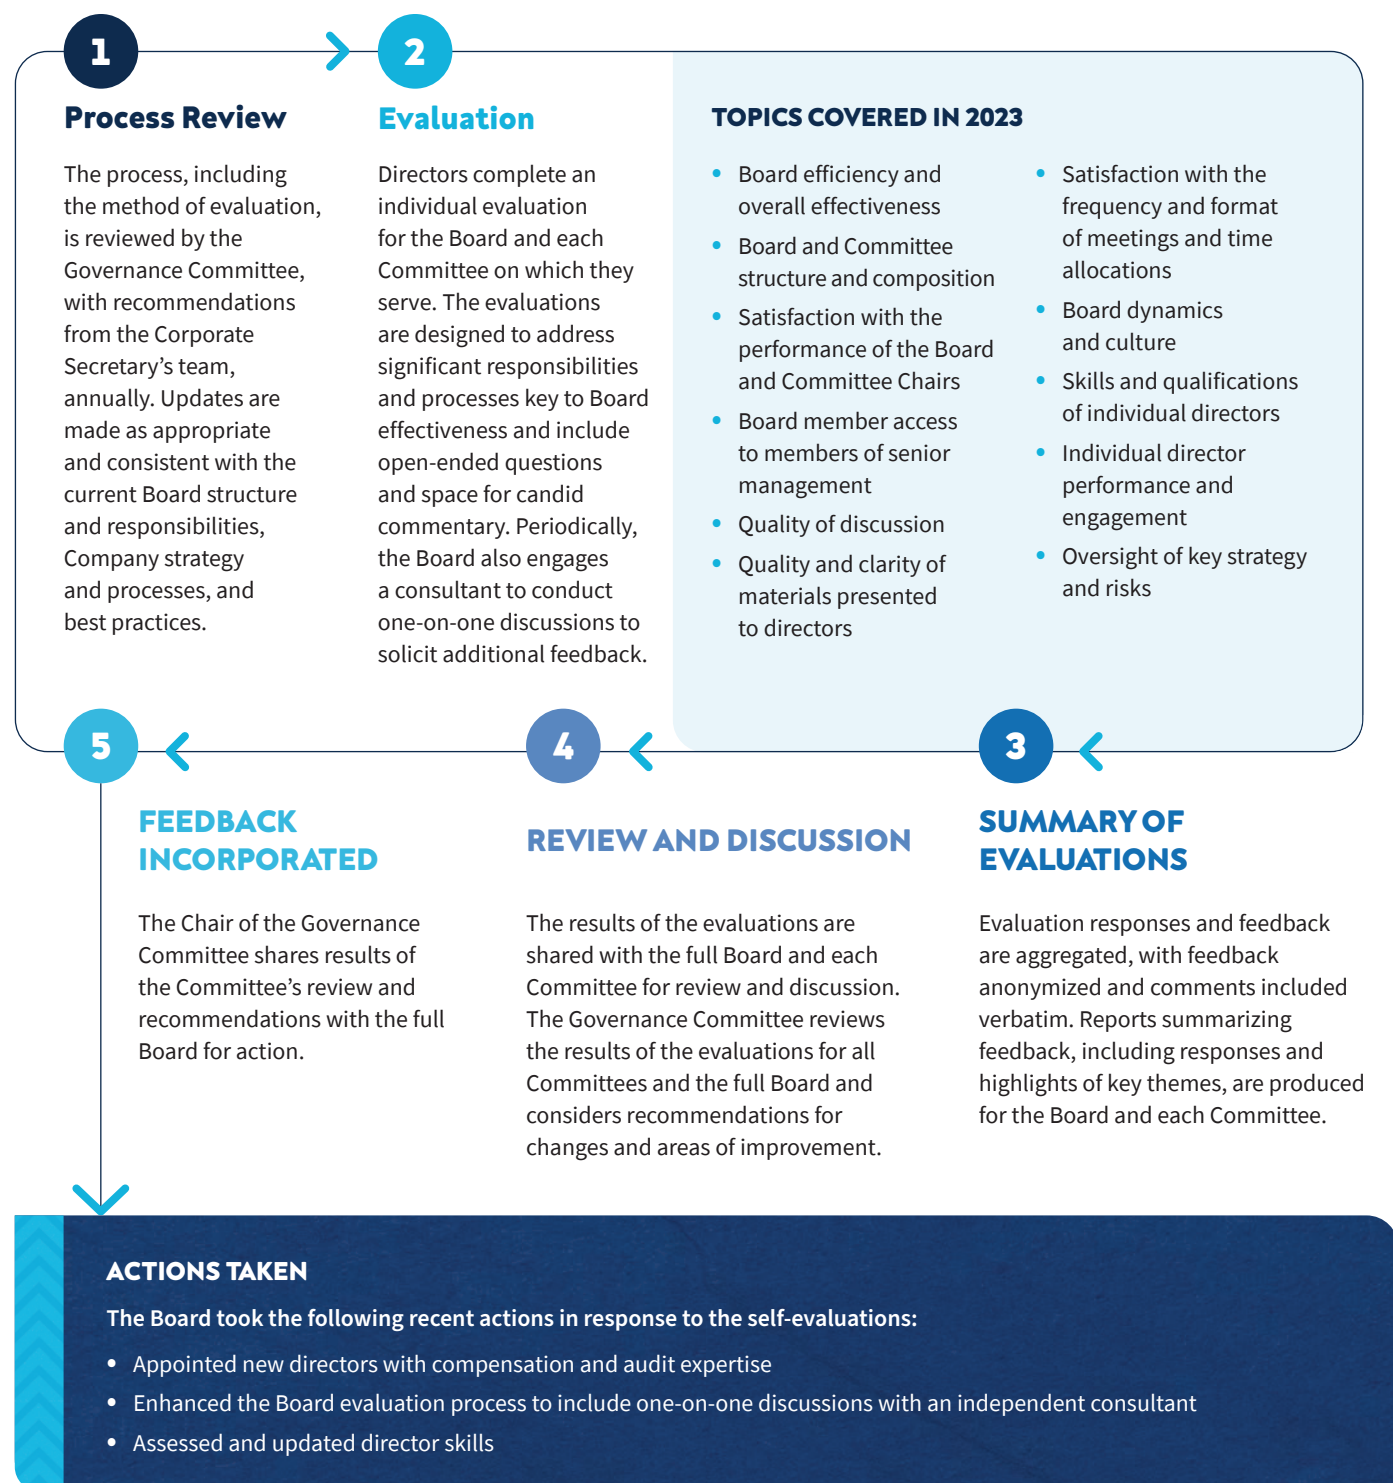 1
Process Review
The process, including
the method of evaluation,
is reviewed by the
Governance Committee,
with recommendations
from the Corporate
Secretary’s team,
annually. Updates are
made as appropriate
and consistent with the
current Board structure
and responsibilities,
Company strategy
and processes, and
best practices.
2
Evaluation
Directors complete an
individual evaluation
for the Board and each
Committee on which they
serve. The evaluations
are designed to address
significant responsibilities
and processes key to Board
effectiveness and include
open-ended questions
and space for candid
commentary. Periodically,
the Board also engages
a consultant to conduct
one-on-one discussions to
solicit additional feedback.
TOPICS COVERED IN 2023
• Board efficiency and
overall effectiveness
• Board and Committee
structure and composition
• Satisfaction with the
performance of the Board
and Committee Chairs
• Board member access
to members of senior
management
• Quality of discussion
• Quality and clarity of
materials presented
to directors
• Satisfaction with the
frequency and format
of meetings and time
allocations
• Board dynamics
and culture
• Skills and qualifications
of individual directors
• Individual director
performance and
engagement
• Oversight of key strategy
and risks
3
SUMMARY OF
EVALUATIONS
Evaluation responses and feedback
are aggregated, with feedback
anonymized and comments included
verbatim. Reports summarizing
feedback, including responses and
highlights of key themes, are produced
for the Board and each Committee.
4
REVIEW AND DISCUSSION
The results of the evaluations are
shared with the full Board and each
Committee for review and discussion.
The Governance Committee reviews
the results of the evaluations for all
Committees and the full Board and
considers recommendations for
changes and areas of improvement.
5
FEEDBACK
INCORPORATED
The Chair of the Governance
Committee shares results of
the Committee’s review and
recommendations with the full
Board for action.
ACTIONS TAKEN
The Board took the following recent actions in response to the self-evaluations:
• Appointed new directors with compensation and audit expertise
• Enhanced the Board evaluation process to include one-on-one discussions with an independent consultant
• Assessed and updated director skills